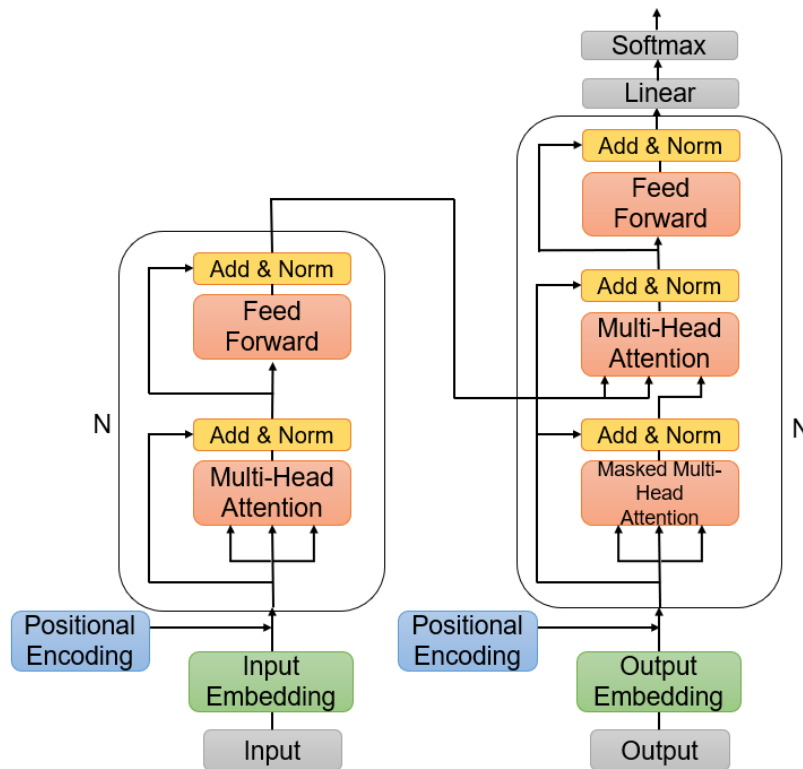 Softmax
Linear
Add & Norm
Feed
Forward
Add & Norm
Multi-Head
Attention
Add & Norm
Masked Multi-
Head
Attention
N
Positional
Encoding
Output
Embedding
Output
Add & Norm
Feed
Forward
N
Add & Norm
Multi-Head
Attention
Positional
Encoding
Input
Embedding
Input